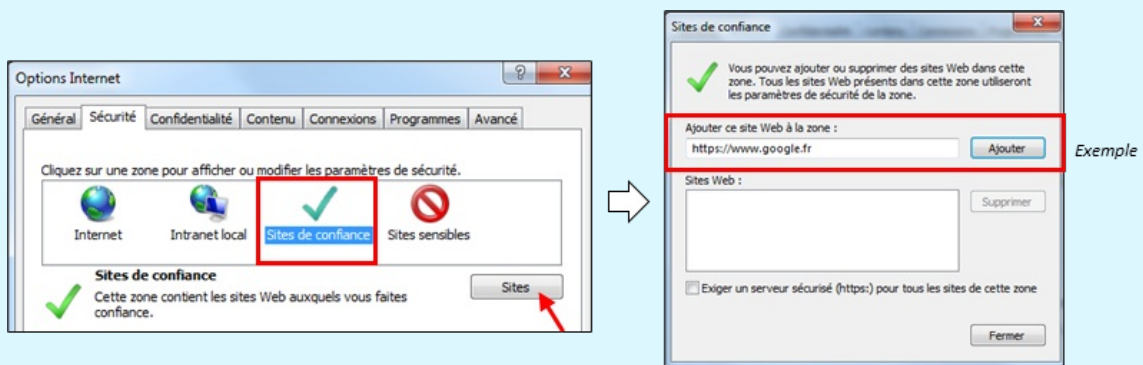 Options Internet
Général Sécurité Confidentialité Contenu Connexions Programmes Avancé
Cliquez sur une zone pour afficher ou modifier les paramètres de sécurité.
Internet Intranet local Sites de confiance Sites sensibles
Sites de confiance
Cette zone contient les sites Web auxquels vous faites
confiance.
Sites
Sites de confiance
Vous pouvez ajouter ou supprimer des sites Web dans cette
zone. Tous les sites Web présents dans cette zone utiliseront
les paramètres de sécurité de la zone.
Ajouter ce site Web à la zone :
https://www.google.fr Ajouter
Exemple
Sites Web :
Supprimer
Exiger un serveur sécurisé (https:) pour tous les sites de cette zone
Fermer